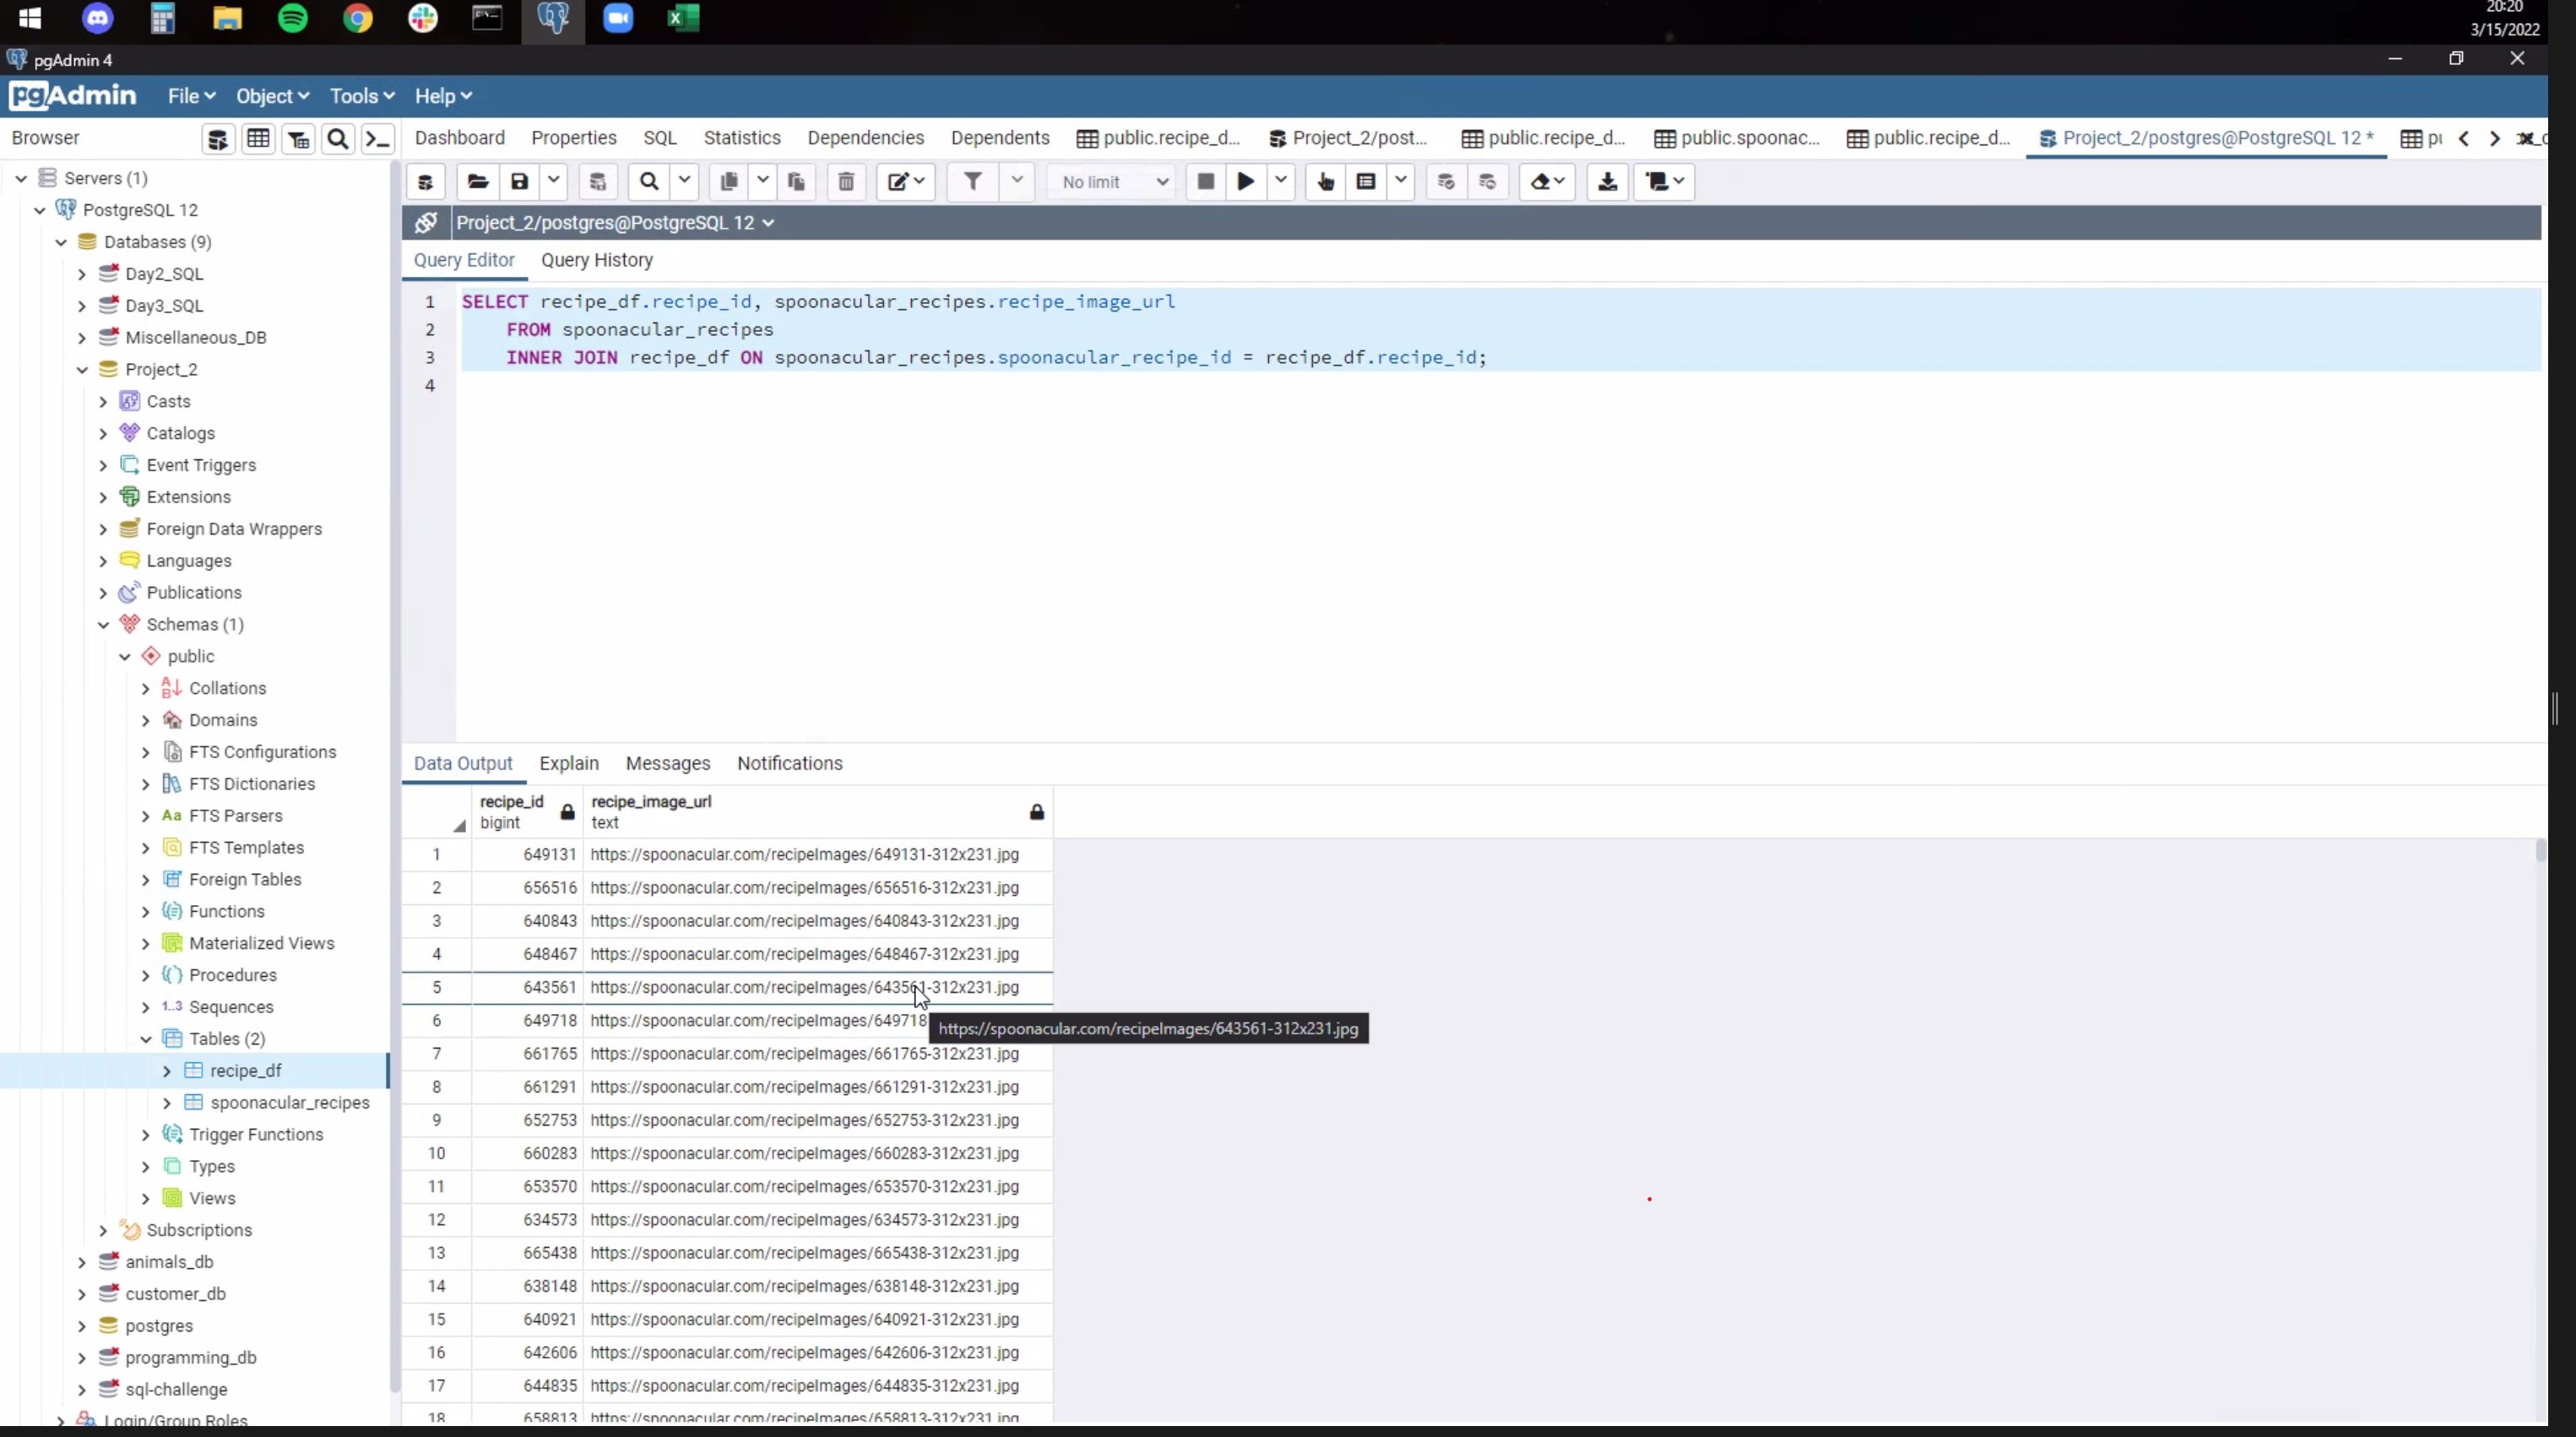 20:20
3/15/2022
pgAdmin 4
pgAdmin File Object Tools Help
Browser
Dashboard Properties SQL Statistics Dependencies Dependents public.recipe_d... Project_2/post... public.recipe_d... public.spoonac... public.recipe_d... Project_2/postgres@PostgreSQL 12 *
No limit
Project_2/postgres@PostgreSQL 12
Query Editor Query History
1 SELECT recipe_df.recipe_id, spoonacular_recipes.recipe_image_url
2 FROM spoonacular_recipes
3 INNER JOIN recipe_df ON spoonacular_recipes.spoonacular_recipe_id = recipe_df.recipe_id;
4
Servers (1)
PostgreSQL 12
Databases (9)
Day2_SQL
Day3_SQL
Miscellaneous_DB
Project_2
Casts
Catalogs
Event Triggers
Extensions
Foreign Data Wrappers
Languages
Publications
Schemas (1)
public
Collations
Domains
FTS Configurations
FTS Dictionaries
Aa FTS Parsers
FTS Templates
Foreign Tables
Functions
Materialized Views
Procedures
1..3 Sequences
Tables (2)
recipe_df
spoonacular_recipes
Trigger Functions
Types
Views
Subscriptions
animals_db
customer_db
postgres
programming_db
sql-challenge
Login/Group Roles
Data Output Explain Messages Notifications
recipe_id recipe_image_url
bigint text
1 649131 https://spoonacular.com/recipeImages/649131-312x231.jpg
2 656516 https://spoonacular.com/recipeImages/656516-312x231.jpg
3 640843 https://spoonacular.com/recipeImages/640843-312x231.jpg
4 648467 https://spoonacular.com/recipeImages/648467-312x231.jpg
5 643561 https://spoonacular.com/recipeImages/643561-312x231.jpg
6 649718 https://spoonacular.com/recipeImages/649718
https://spoonacular.com/recipeImages/643561-312x231.jpg
7 661765 https://spoonacular.com/recipeImages/661765-312x231.jpg
8 661291 https://spoonacular.com/recipeImages/661291-312x231.jpg
9 652753 https://spoonacular.com/recipeImages/652753-312x231.jpg
10 660283 https://spoonacular.com/recipeImages/660283-312x231.jpg
11 653570 https://spoonacular.com/recipeImages/653570-312x231.jpg
12 634573 https://spoonacular.com/recipeImages/634573-312x231.jpg
13 665438 https://spoonacular.com/recipeImages/665438-312x231.jpg
14 638148 https://spoonacular.com/recipeImages/638148-312x231.jpg
15 640921 https://spoonacular.com/recipeImages/640921-312x231.jpg
16 642606 https://spoonacular.com/recipeImages/642606-312x231.jpg
17 644835 https://spoonacular.com/recipeImages/644835-312x231.jpg
18 658813 https://spoonacular.com/recipeImages/658813-312x231.jpg